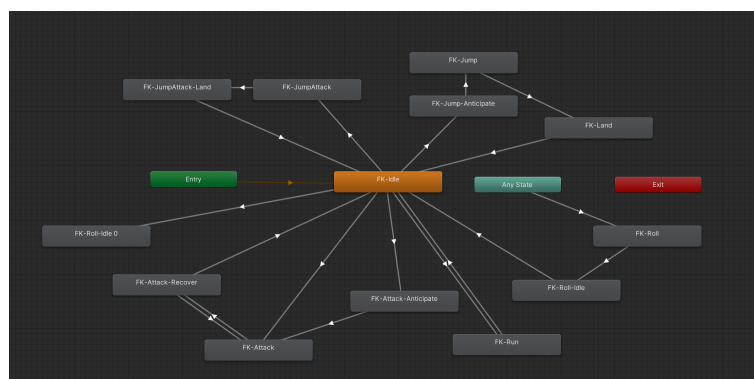 FK-Jump
FK-JumpAttack-Land
FK-JumpAttack
FK-Jump-Anticipate
FK-Land
Entry
FK-Idle
Any State
Exit
FK-Roll-Idle 0
FK-Roll
FK-Attack-Recover
FK-Roll-Idle
FK-Attack-Anticipate
FK-Attack
FK-Run